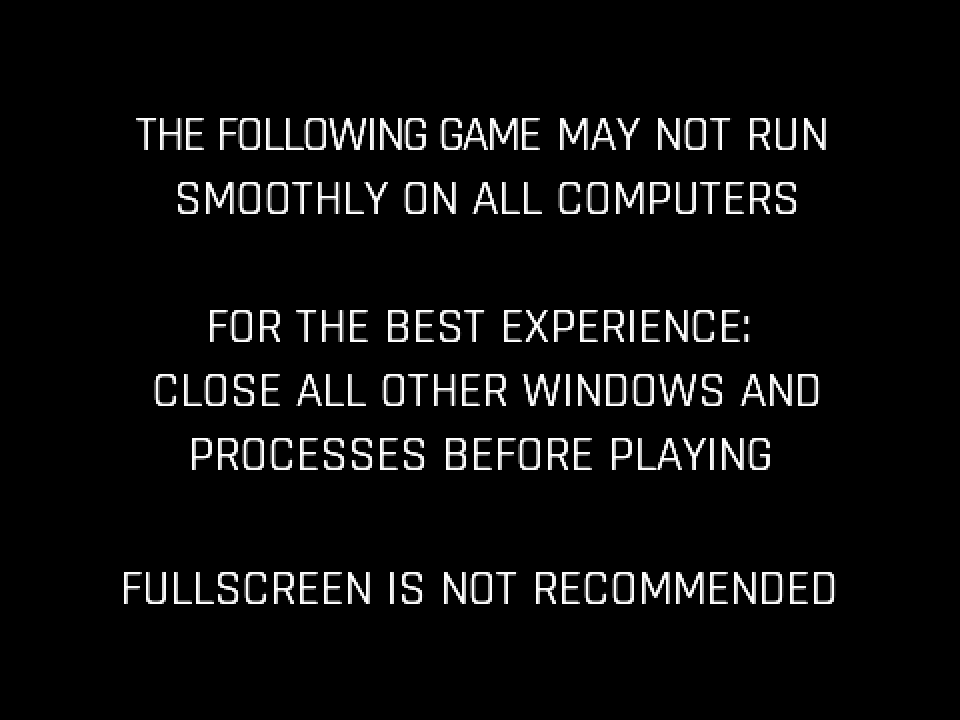 THE FOLLOWING GAME MAY NOT RUN
SMOOTHLY ON ALL COMPUTERS
FOR THE BEST EXPERIENCE:
CLOSE ALL OTHER WINDOWS AND
PROCESSES BEFORE PLAYING
FULLSCREEN IS NOT RECOMMENDED